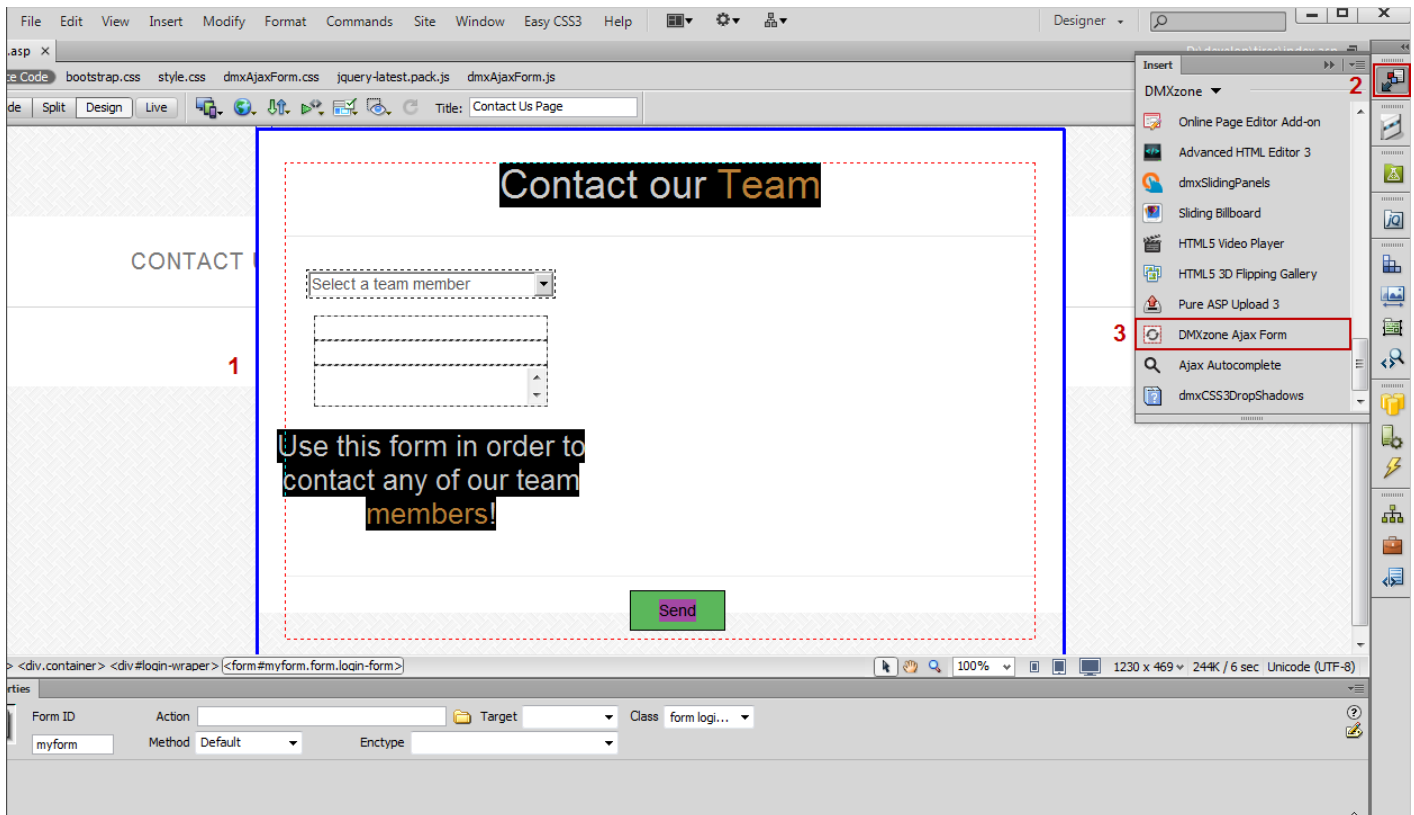 File Edit View Insert Modify Format Commands Site Window Easy CSS3 Help Designer
.asp
Insert
ce Code bootstrap.css style.css dmxAjaxForm.css jquery-latest.pack.js dmxAjaxForm.js
DMXzone
2
de Split Design Live Title: Contact Us Page
Online Page Editor Add-on
Advanced HTML Editor 3
dmxSlidingPanels
Sliding Billboard
HTML5 Video Player
HTML5 3D Flipping Gallery
Pure ASP Upload 3
3
DMXzone Ajax Form
Ajax Autocomplete
dmxCSS3DropShadows
Contact our Team
CONTACT U
Select a team member
1
Use this form in order to
contact any of our team
members!
Send
> <div.container> <div#login-wraper> <form#myform.form.login-form> 100% 1230 x 469 244K / 6 sec Unicode (UTF-8)
rties
Form ID Action Target Class form logi...
myform Method Default Enctype
jQ